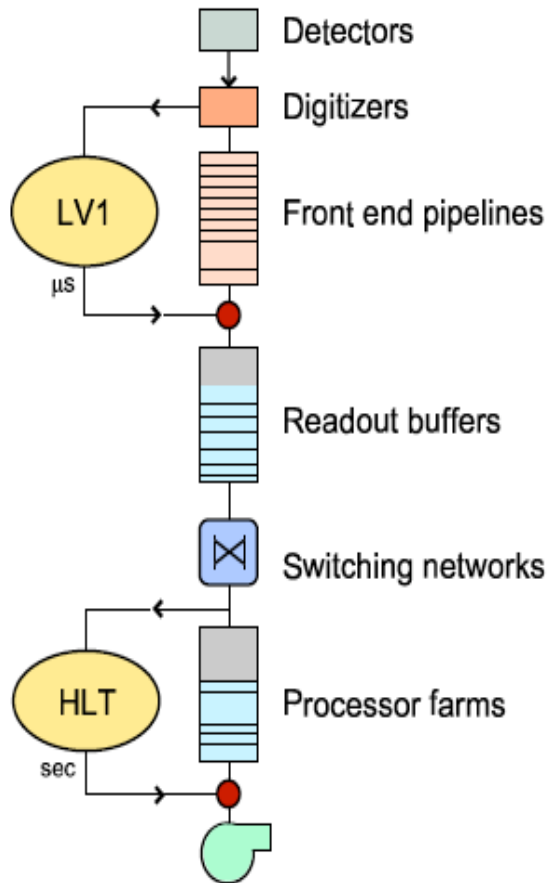 Detectors
Digitizers
LV1
Front end pipelines
μs
Readout buffers
Switching networks
HLT
Processor farms
sec